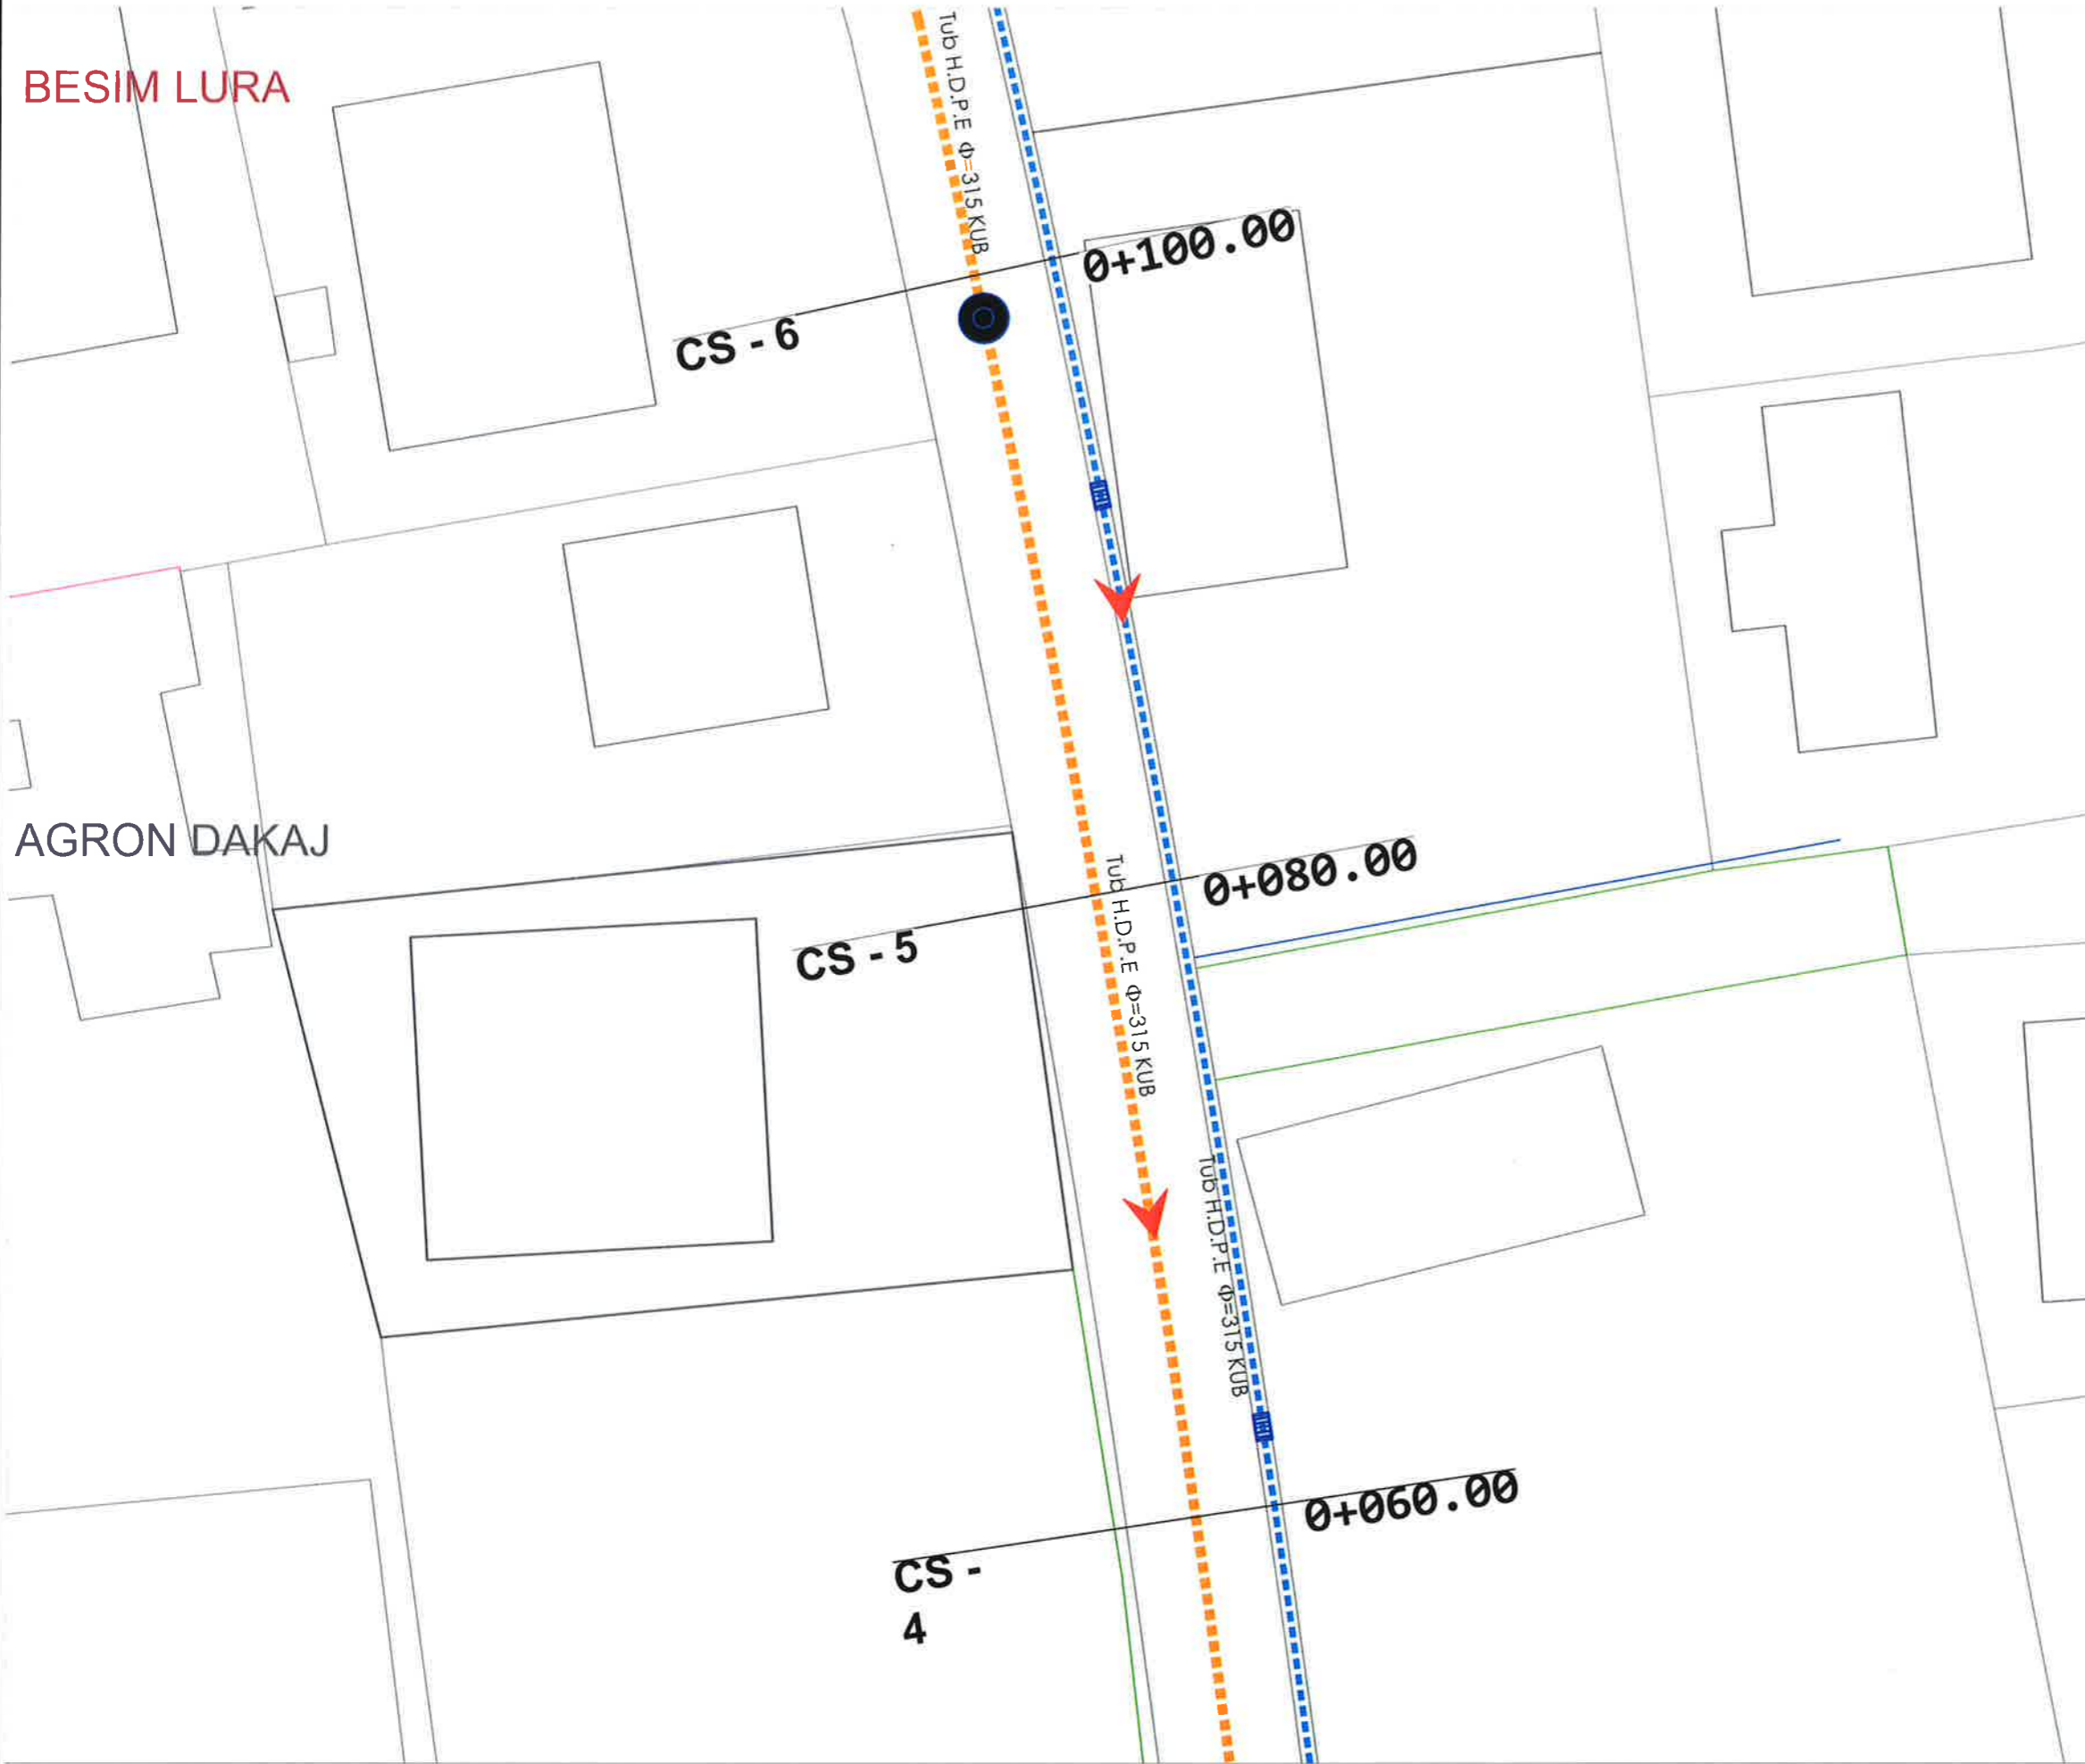 BESIM LURA
Tub H.D.P.E Φ=315 KUB
0+100.00
CS - 6
AGRON DAKAJ
0+080.00
CS - 5
Tub H.D.P.E Φ=315 KUB
Tub H.D.P.E Φ=315 KUB
0+060.00
CS -
4